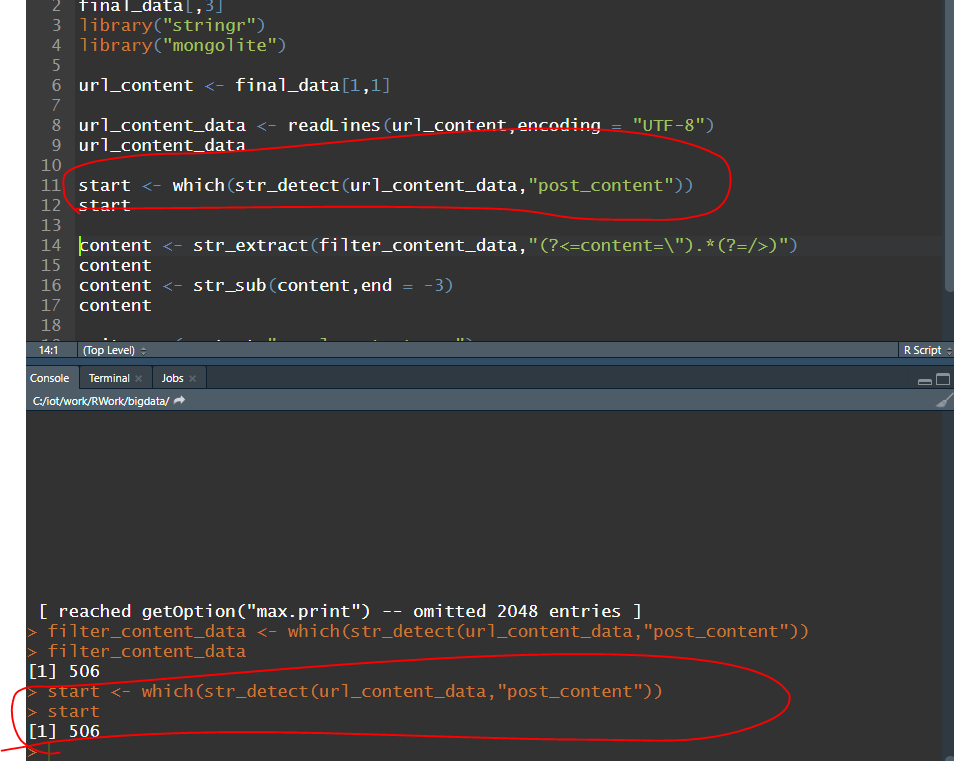 2 final_data[,3]
3 library("stringr")
4 library("mongolite")
5
6 url_content <- final_data[1,1]
7
8 url_content_data <- readLines(url_content,encoding = "UTF-8")
9 url_content_data
10
11 start <- which(str_detect(url_content_data,"post_content"))
12 start
13
14 content <- str_extract(filter_content_data,"(?<=content=\").*(?=/>)")
15 content
16 content <- str_sub(content,end = -3)
17 content
18
14:1 (Top Level) R Script
Console Terminal Jobs
C:/iot/work/RWork/bigdata/
[ reached getOption("max.print") -- omitted 2048 entries ]
> filter_content_data <- which(str_detect(url_content_data,"post_content"))
> filter_content_data
[1] 506
> start <- which(str_detect(url_content_data,"post_content"))
> start
[1] 506
>